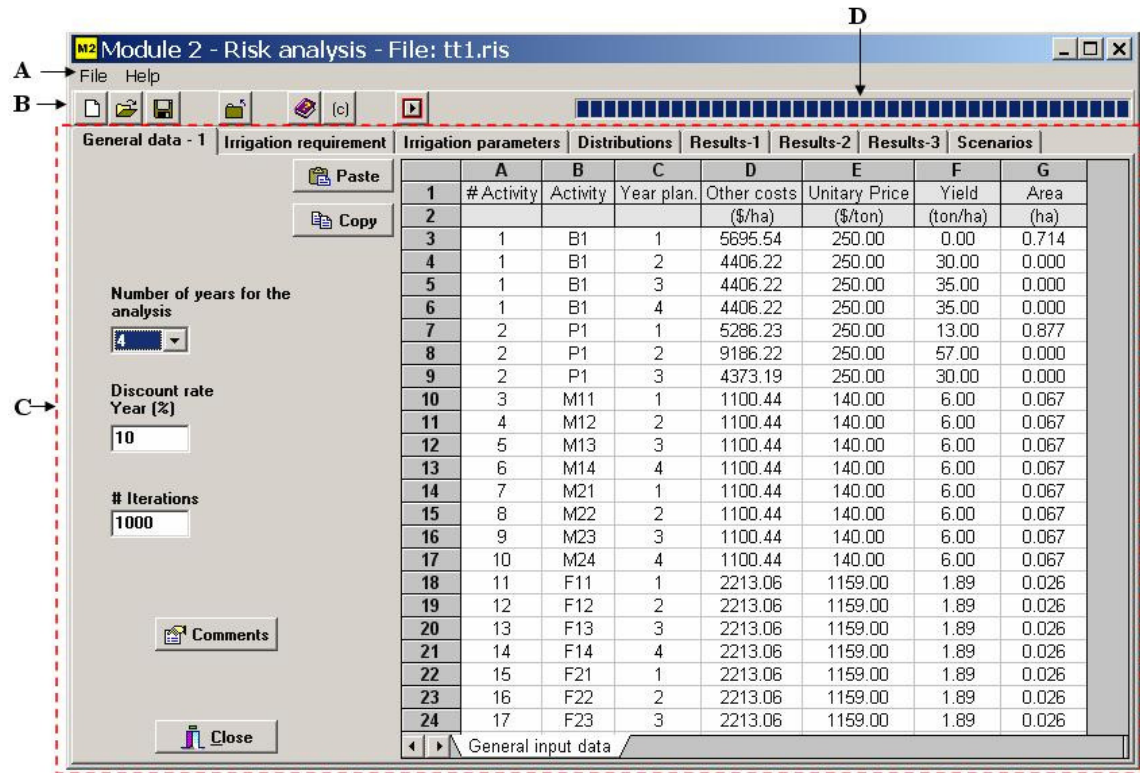 D
M2 Module 2 - Risk analysis - File: tt1.ris
A
File Help
B
(c)
General data - 1 Irrigation requirement Irrigation parameters Distributions Results-1 Results-2 Results-3 Scenarios
Paste
Copy
Number of years for the
analysis
4
C
Discount rate
Year (%)
10
# Iterations
1000
Comments
Close
A B C D E F G
1 # Activity Activity Year plan. Other costs Unitary Price Yield Area
2 ($/ha) ($/ton) (ton/ha) (ha)
3 1 B1 1 5695.54 250.00 0.00 0.714
4 1 B1 2 4406.22 250.00 30.00 0.000
5 1 B1 3 4406.22 250.00 35.00 0.000
6 1 B1 4 4406.22 250.00 35.00 0.000
7 2 P1 1 5286.23 250.00 13.00 0.877
8 2 P1 2 9186.22 250.00 57.00 0.000
9 2 P1 3 4373.19 250.00 30.00 0.000
10 3 M11 1 1100.44 140.00 6.00 0.067
11 4 M12 2 1100.44 140.00 6.00 0.067
12 5 M13 3 1100.44 140.00 6.00 0.067
13 6 M14 4 1100.44 140.00 6.00 0.067
14 7 M21 1 1100.44 140.00 6.00 0.067
15 8 M22 2 1100.44 140.00 6.00 0.067
16 9 M23 3 1100.44 140.00 6.00 0.067
17 10 M24 4 1100.44 140.00 6.00 0.067
18 11 F11 1 2213.06 1159.00 1.89 0.026
19 12 F12 2 2213.06 1159.00 1.89 0.026
20 13 F13 3 2213.06 1159.00 1.89 0.026
21 14 F14 4 2213.06 1159.00 1.89 0.026
22 15 F21 1 2213.06 1159.00 1.89 0.026
23 16 F22 2 2213.06 1159.00 1.89 0.026
24 17 F23 3 2213.06 1159.00 1.89 0.026
General input data